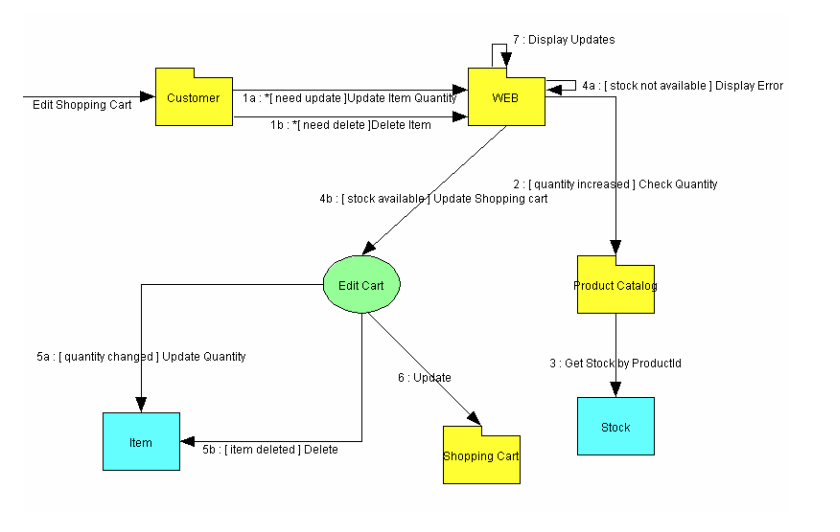 7 : Display Updates
4a : [ stock not available ] Display Error
Customer
WEB
1a : *[ need update ]Update Item Quantity
Edit Shopping Cart
1b : *[ need delete ]Delete Item
2 : [ quantity increased ] Check Quantity
4b : [ stock available ] Update Shopping cart
Edit Cart
Product Catalog
5a : [ quantity changed ] Update Quantity
3 : Get Stock by ProductId
6 : Update
Item
Stock
5b : [ item deleted ] Delete
Shopping Cart